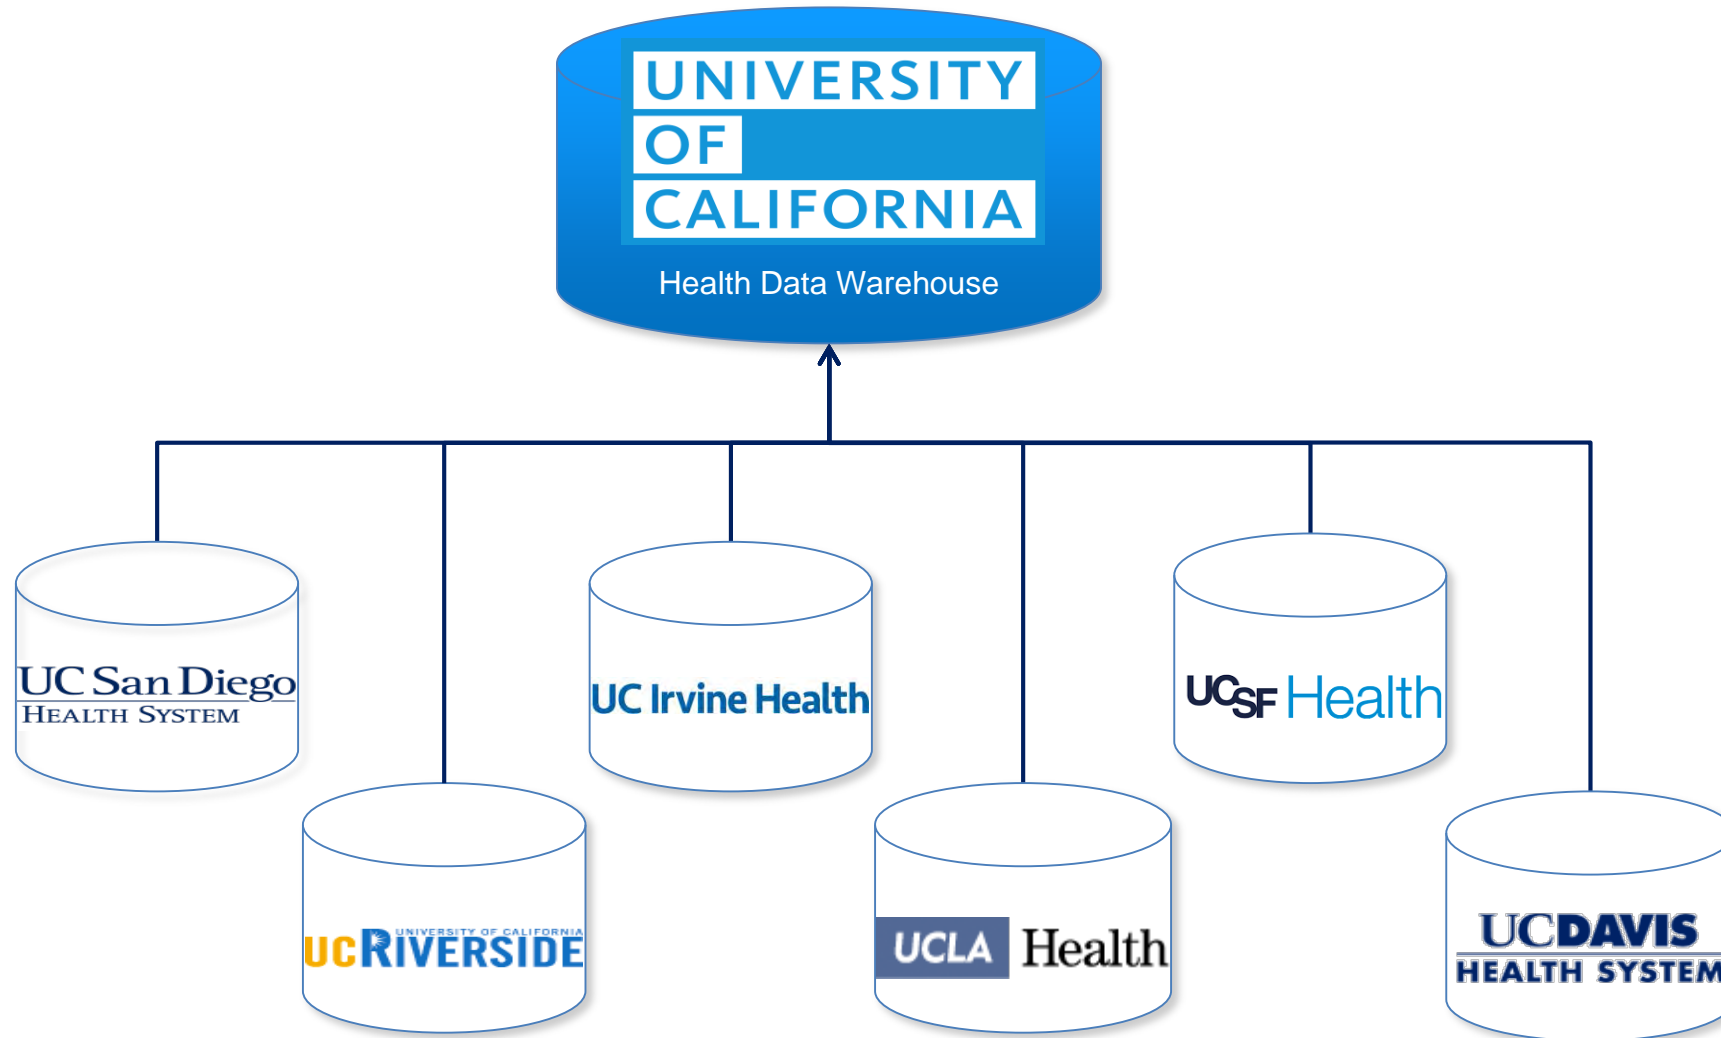 UNIVERSITY
OF
CALIFORNIA
Health Data Warehouse
UC San Diego
HEALTH SYSTEM
UC Irvine Health
UCSF Health
UNIVERSITY OF CALIFORNIA
UCRIVERSIDE
UCLA Health
UCDAVIS
HEALTH SYSTEM